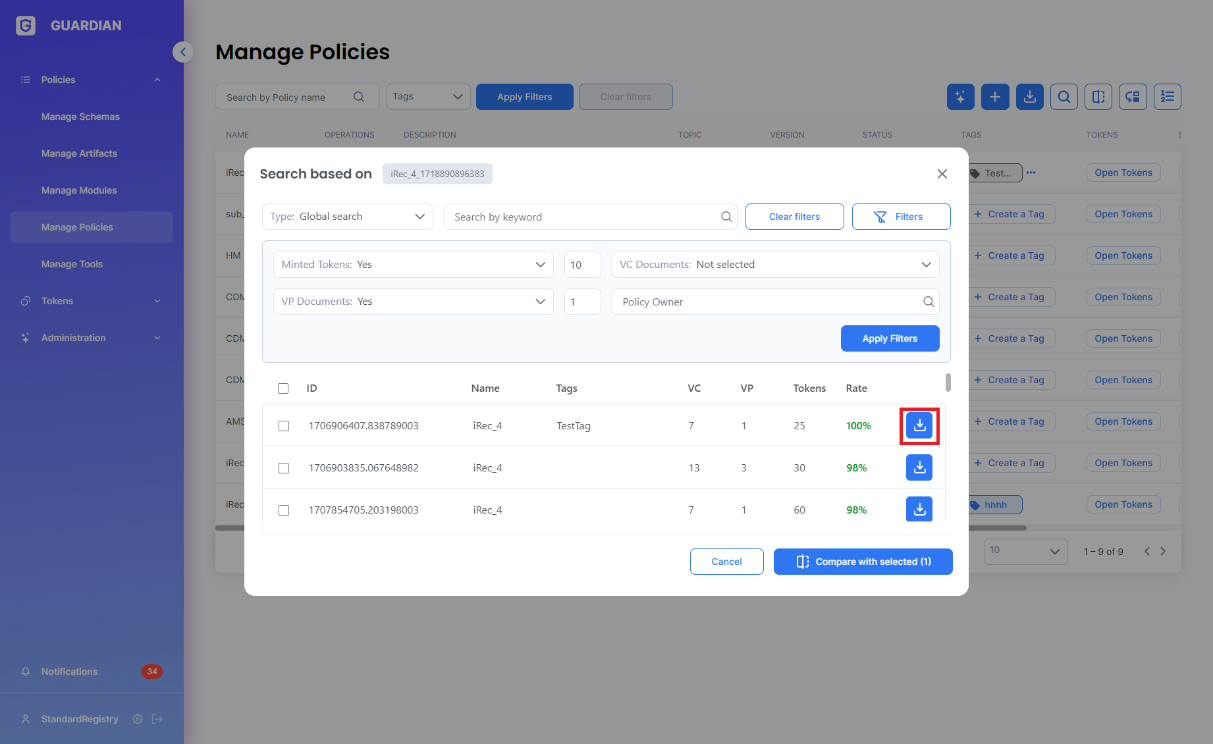 GUARDIAN
Policies
Manage Schemas
Manage Artifacts
Manage Modules
Manage Policies
Manage Tools
Tokens
Administration
Notifications 34
StandardRegistry
Manage Policies
Search by Policy name Tags Apply Filters Clear filters
NAME OPERATIONS DESCRIPTION TOPIC VERSION STATUS TAGS TOKENS
iRec Test... ••• Open Tokens
sub_ + Create a Tag Open Tokens
HM + Create a Tag Open Tokens
CDM + Create a Tag Open Tokens
CDM + Create a Tag Open Tokens
CDM + Create a Tag Open Tokens
AMS + Create a Tag Open Tokens
iRec + Create a Tag Open Tokens
iRec hhhh Open Tokens
10 1 – 9 of 9
Search based on iRec_4_1718890896383
Type: Global search Search by keyword Clear filters Filters
Minted Tokens: Yes 10 VC Documents: Not selected
VP Documents: Yes 1 Policy Owner
Apply Filters
ID Name Tags VC VP Tokens Rate
1706906407.838789003 iRec_4 TestTag 7 1 25 100%
1706903835.067648982 iRec_4 13 3 30 98%
1707854705.203198003 iRec_4 7 1 60 98%
Cancel Compare with selected (1)